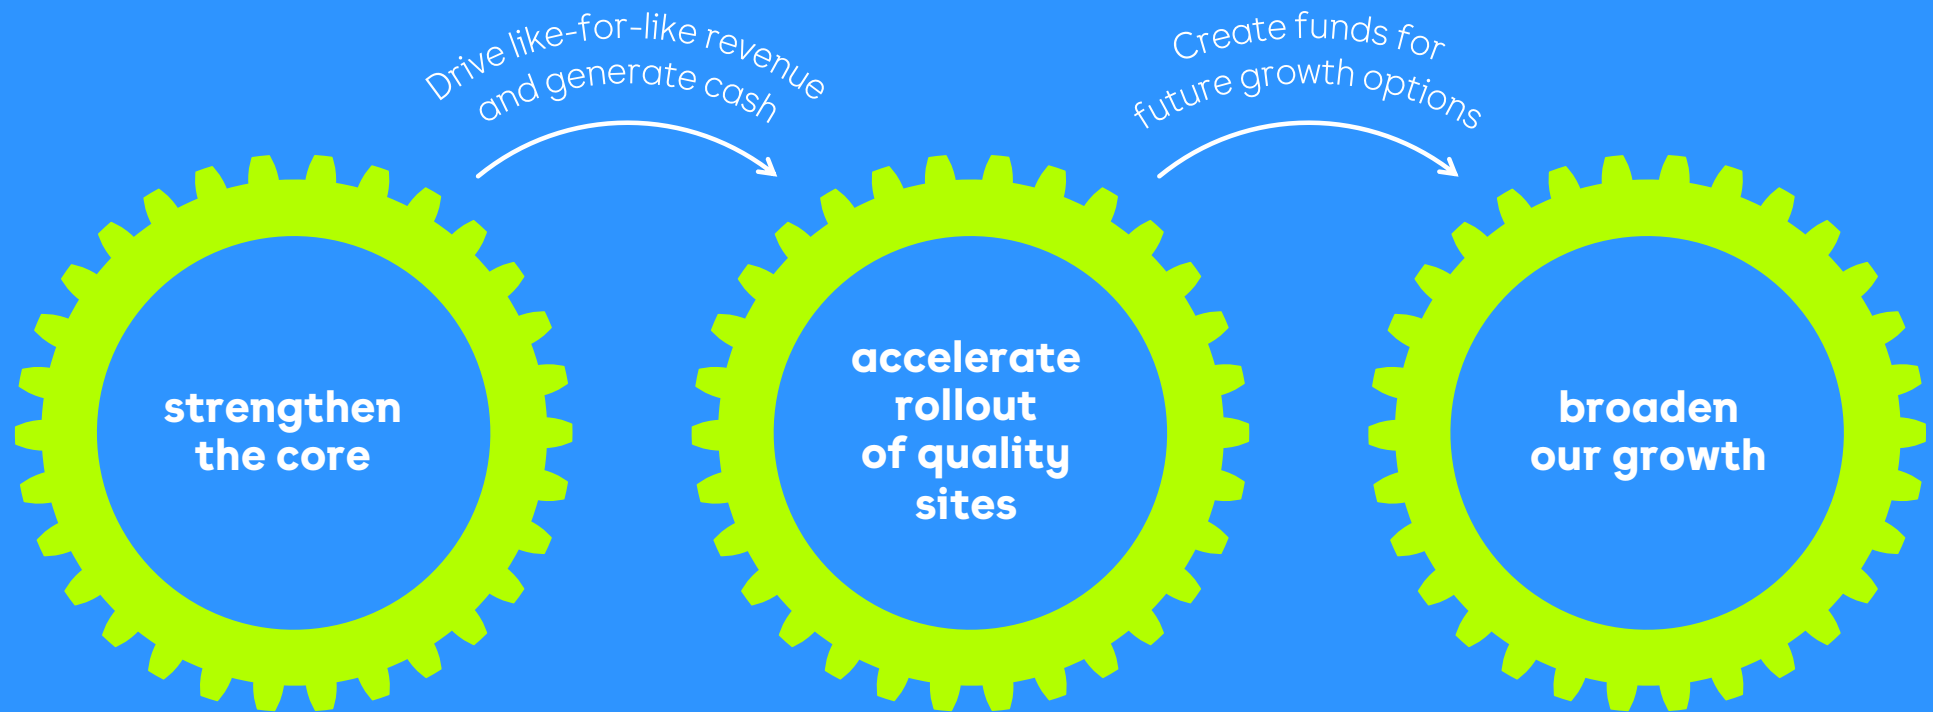 Drive like-for-like revenue
and generate cash
Create funds for
future growth options
strengthen
the core
accelerate
rollout
of quality
sites
broaden
our growth